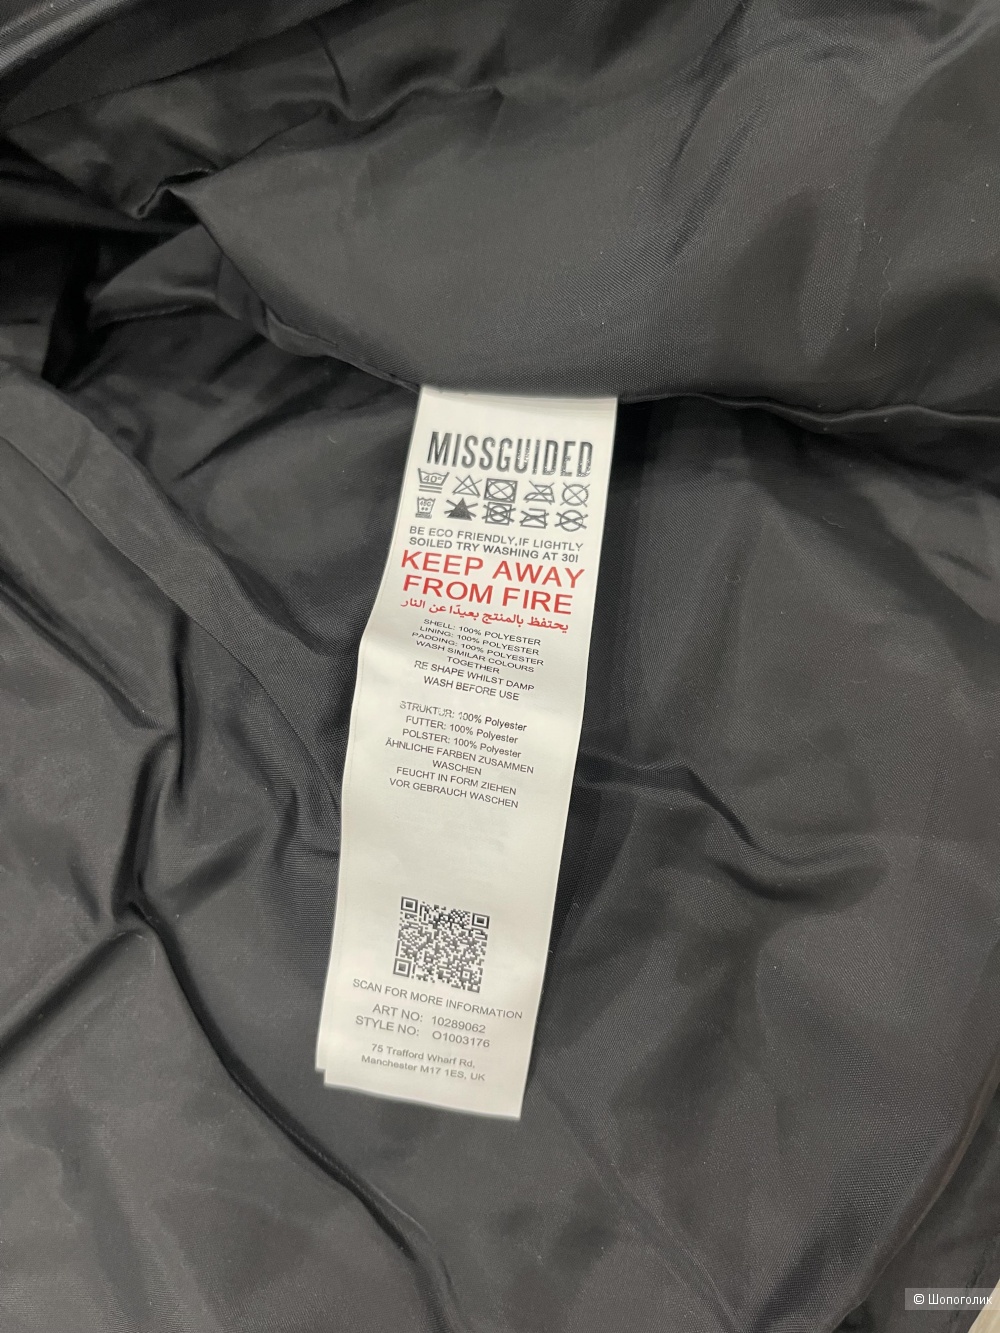 MISSGUIDED
40°
BE ECO FRIENDLY,IF LIGHTLY
SOILED TRY WASHING AT 30!
KEEP AWAY
FROM FIRE
يحتفظ بالمنتج بعيدًا عن النار
SHELL: 100% POLYESTER
LINING: 100% POLYESTER
PADDING: 100% POLYESTER
WASH SIMILAR COLOURS
TOGETHER
RE SHAPE WHILST DAMP
WASH BEFORE USE
STRUKTUR: 100% Polyester
FUTTER: 100% Polyester
POLSTER: 100% Polyester
ÄHNLICHE FARBEN ZUSAMMEN
WASCHEN
FEUCHT IN FORM ZIEHEN
VOR GEBRAUCH WASCHEN
SCAN FOR MORE INFORMATION
ART NO: 10289062
STYLE NO: O1003176
75 Trafford Wharf Rd,
Manchester M17 1ES, UK
© Шопоголик